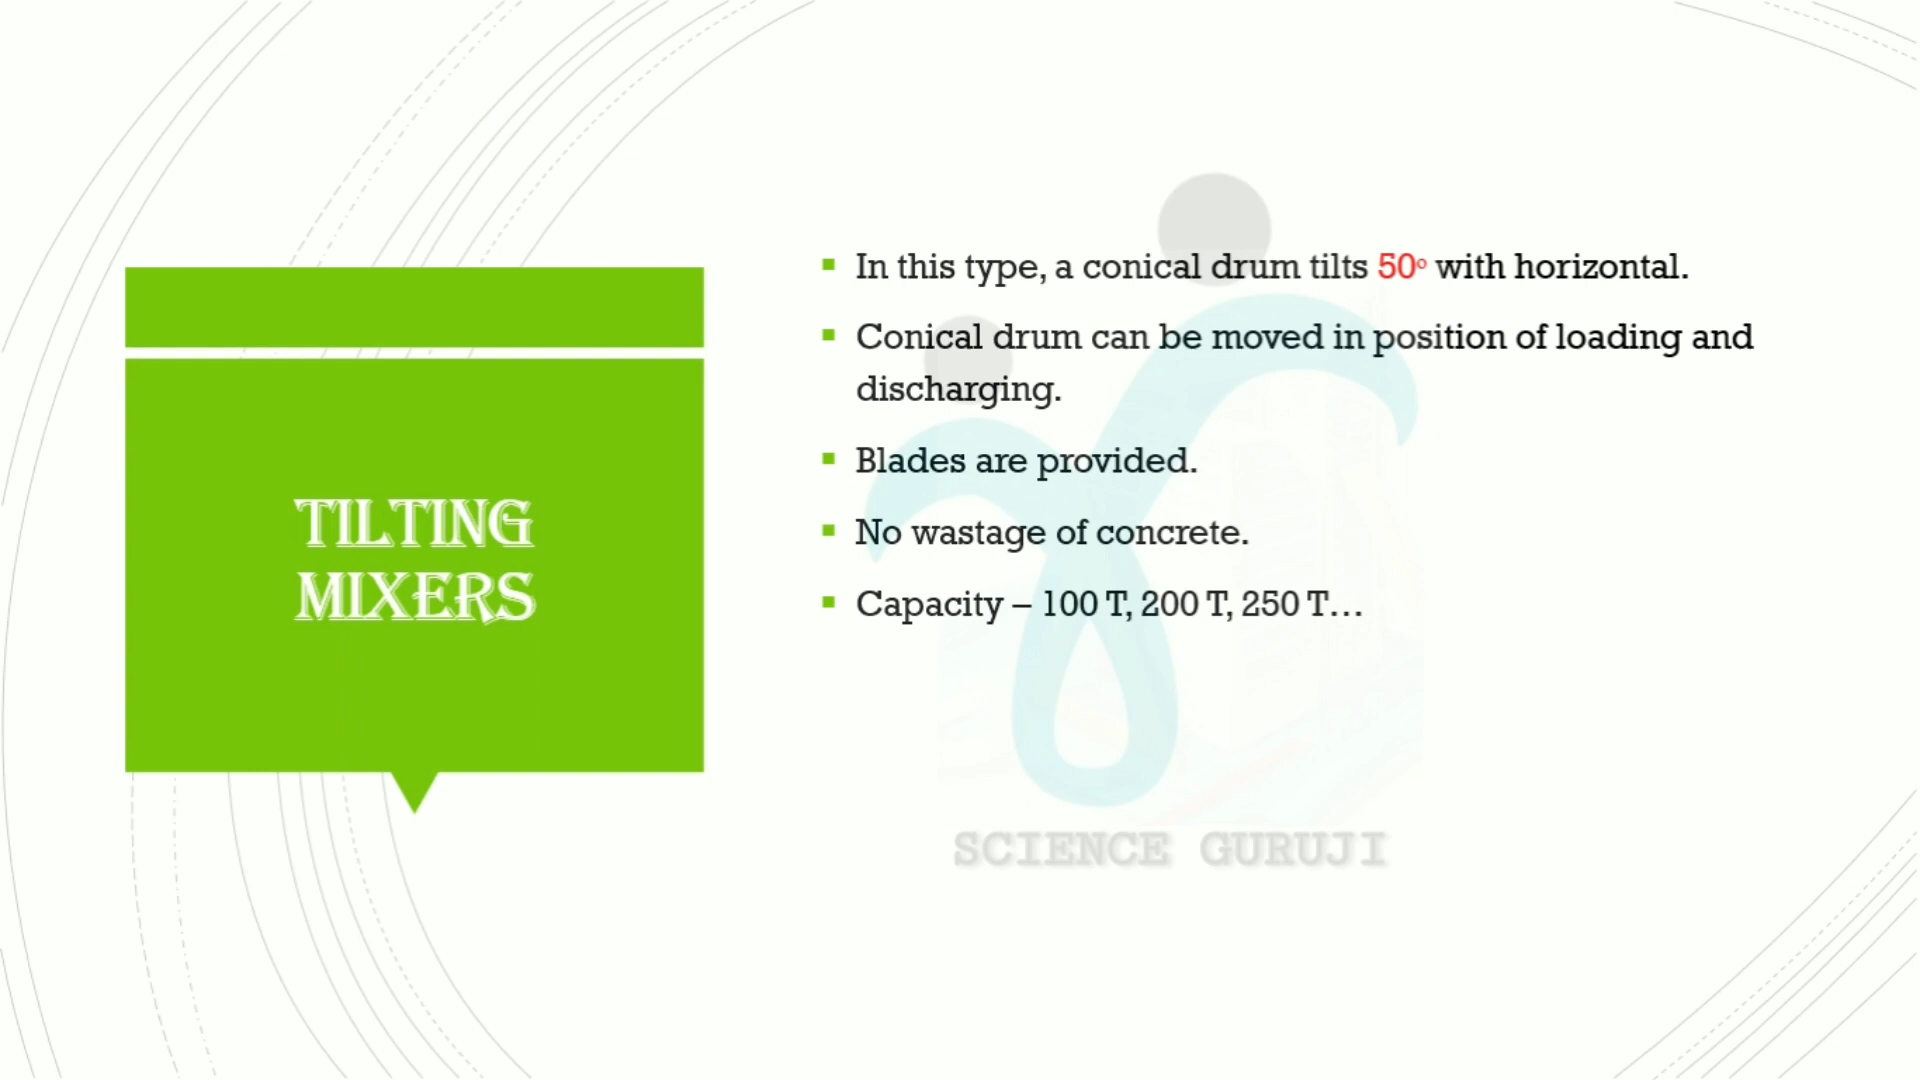 TILTING
MIXERS
In this type, a conical drum tilts 50° with horizontal.
Conical drum can be moved in position of loading and
discharging.
Blades are provided.
No wastage of concrete.
Capacity – 100 T, 200 T, 250 T…
SCIENCE GURUJI